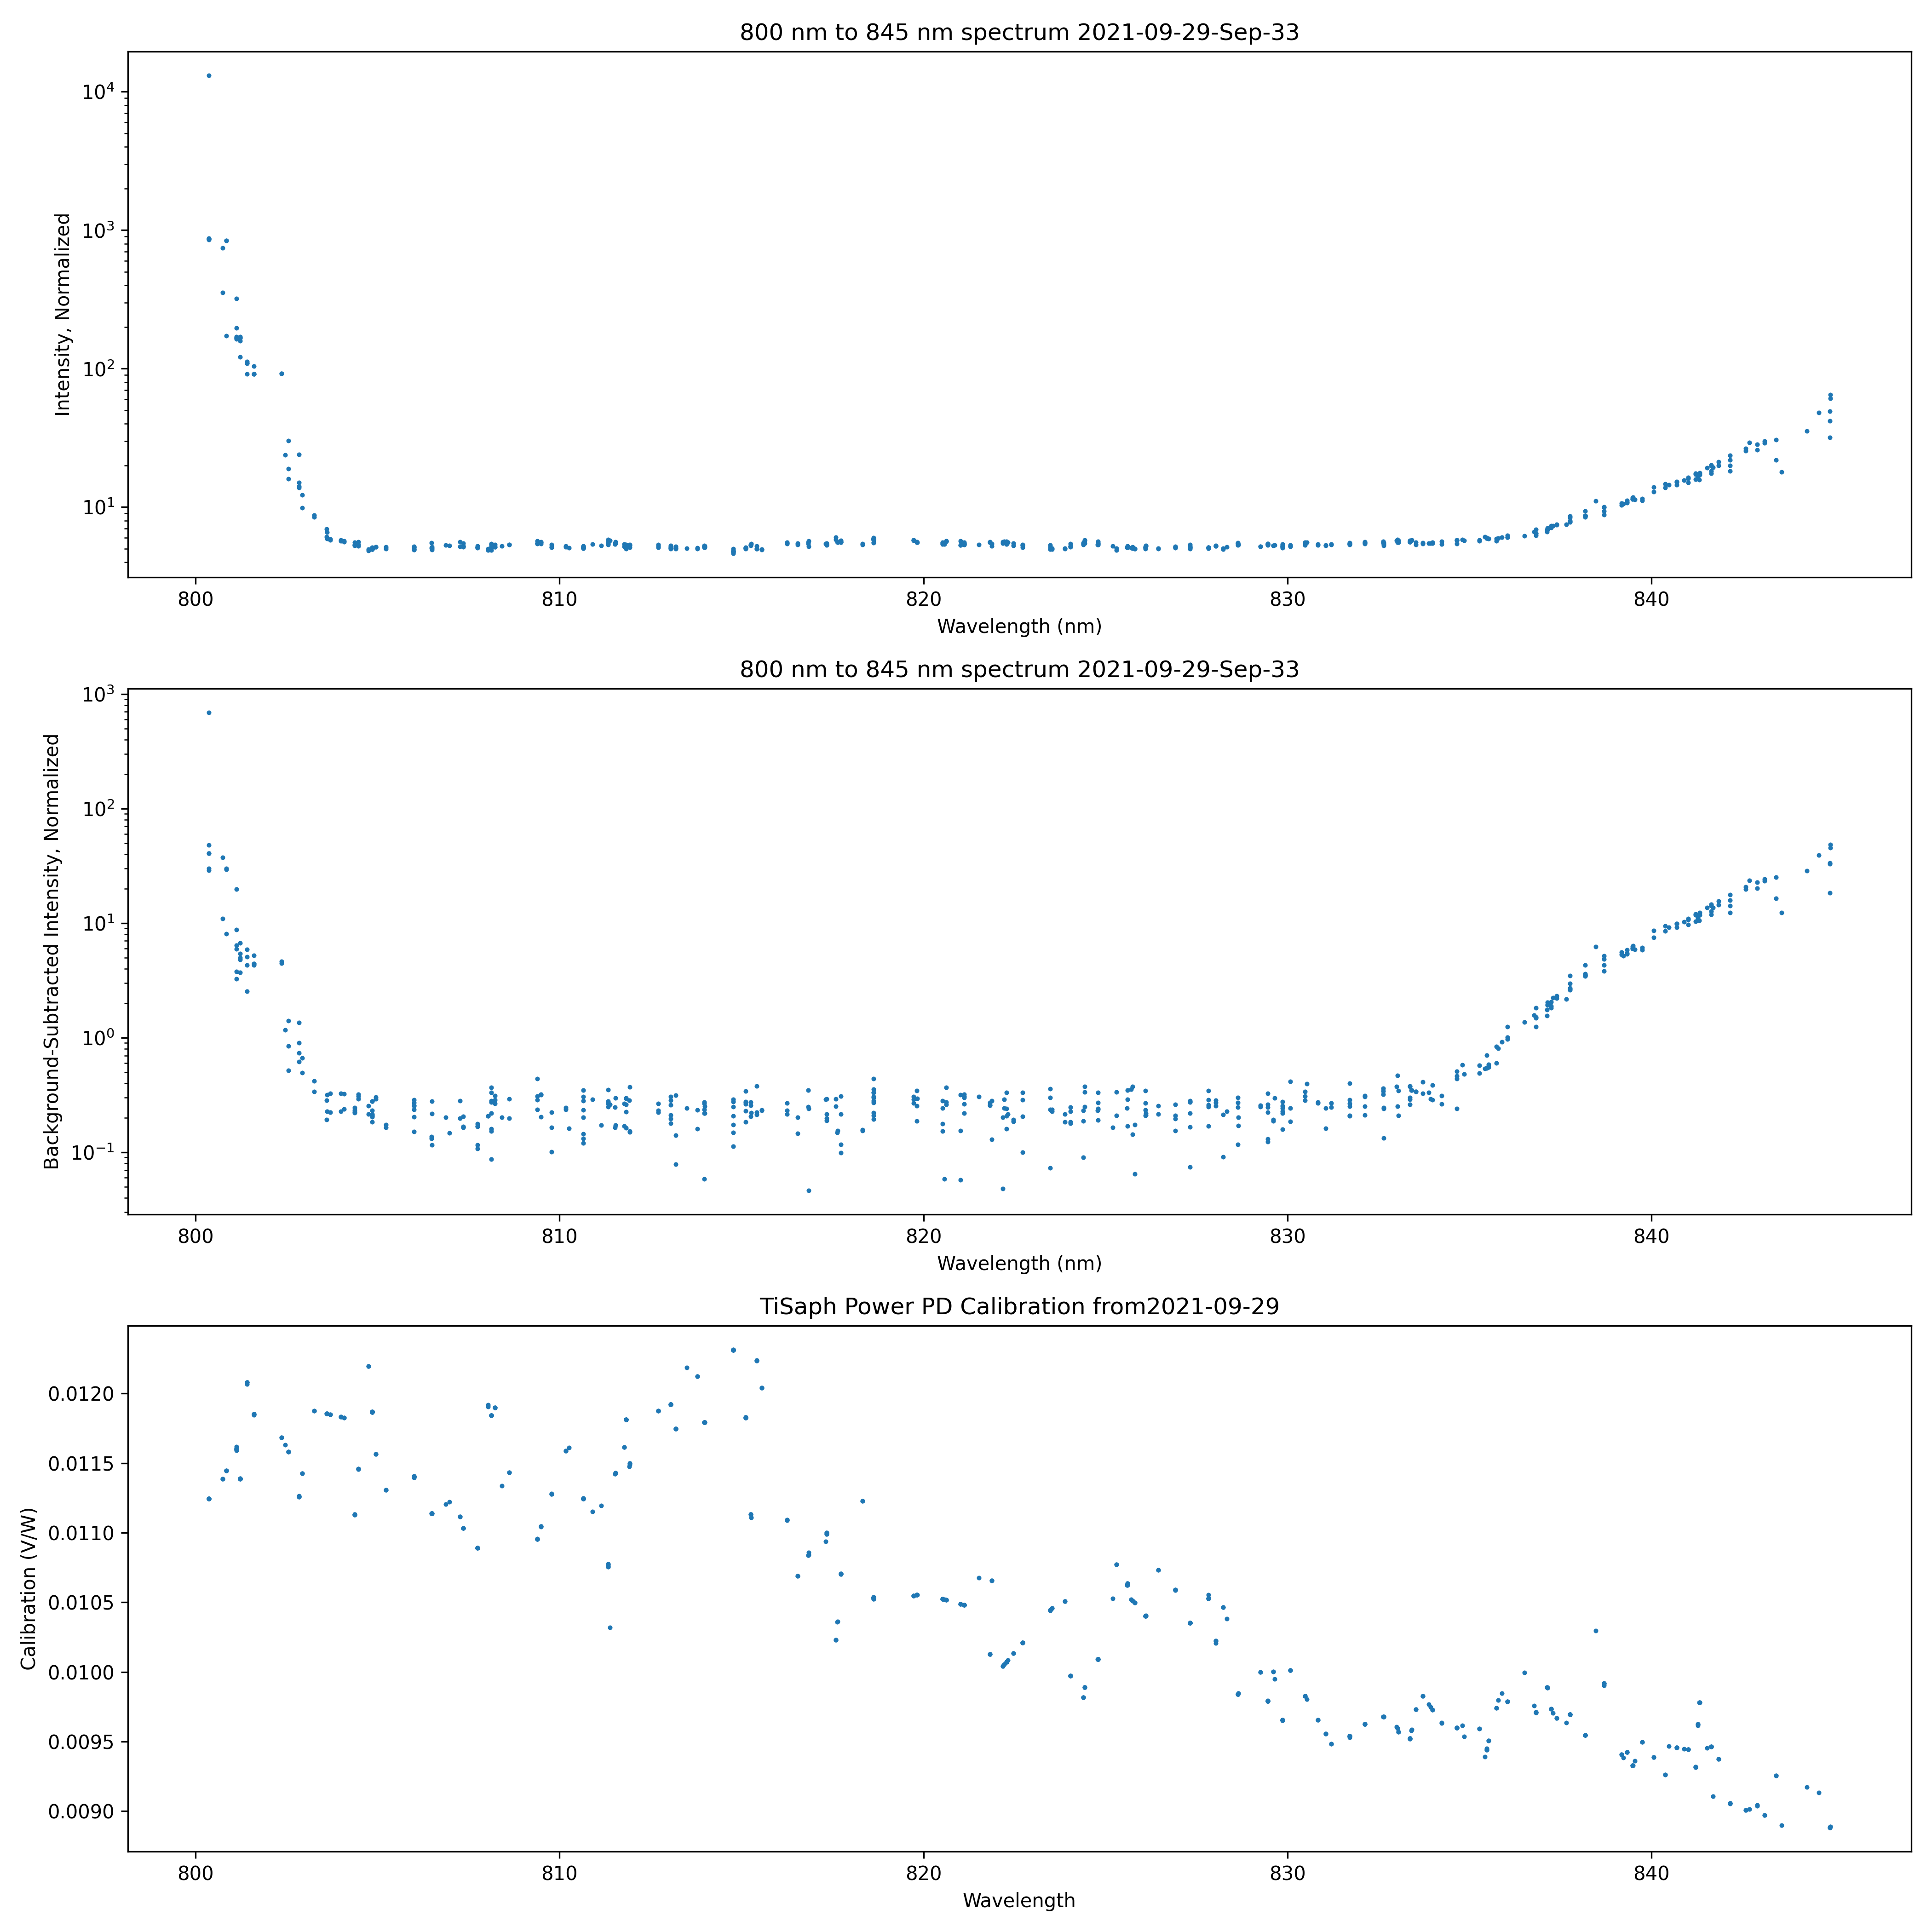 800 nm to 845 nm spectrum 2021-09-29-Sep-33
Intensity, Normalized
10⁴
10³
10²
10¹
800 810 820 830 840
Wavelength (nm)
800 nm to 845 nm spectrum 2021-09-29-Sep-33
Background-Subtracted Intensity, Normalized
10³
10²
10¹
10⁰
10⁻¹
800 810 820 830 840
Wavelength (nm)
TiSaph Power PD Calibration from2021-09-29
Calibration (V/W)
0.0120
0.0115
0.0110
0.0105
0.0100
0.0095
0.0090
800 810 820 830 840
Wavelength